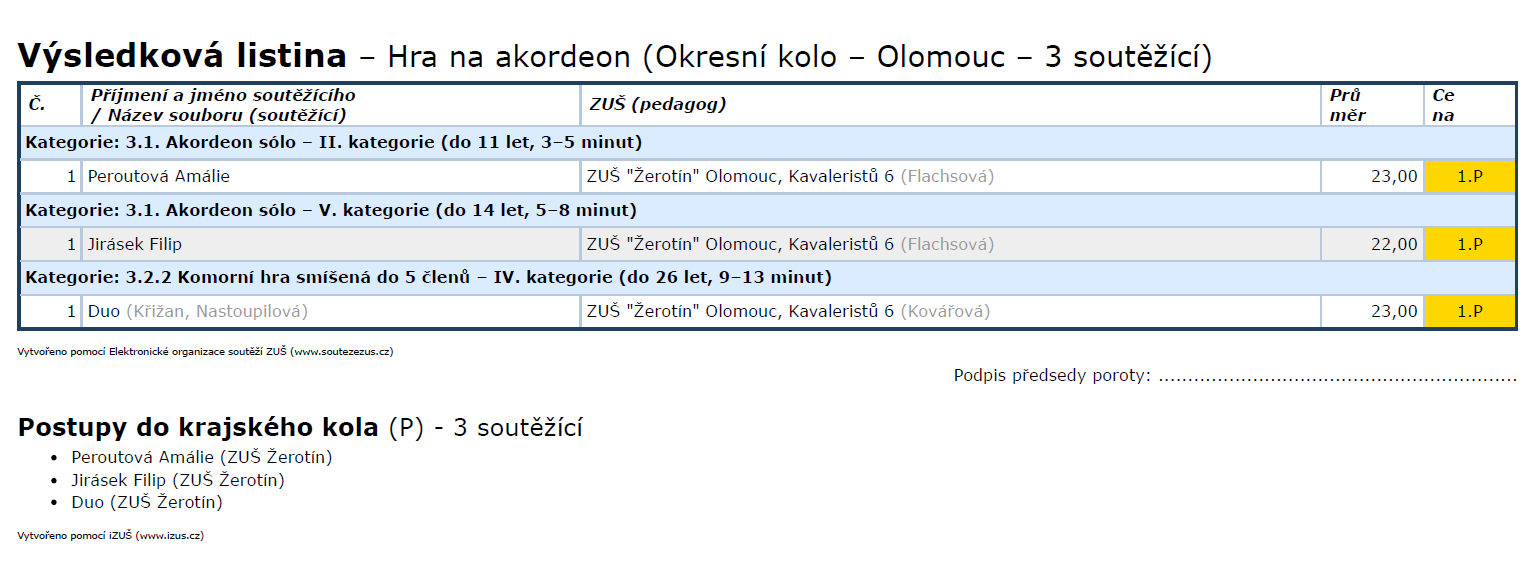 Výsledková listina – Hra na akordeon (Okresní kolo – Olomouc – 3 soutěžící)
Č. Příjmení a jméno soutěžícího / Název souboru (soutěžící) ZUŠ (pedagog) Prů měr Ce na
Kategorie: 3.1. Akordeon sólo – II. kategorie (do 11 let, 3–5 minut)
1 Peroutová Amálie ZUŠ "Žerotín" Olomouc, Kavaleristů 6 (Flachsová) 23,00 1.P
Kategorie: 3.1. Akordeon sólo – V. kategorie (do 14 let, 5–8 minut)
1 Jirásek Filip ZUŠ "Žerotín" Olomouc, Kavaleristů 6 (Flachsová) 22,00 1.P
Kategorie: 3.2.2 Komorní hra smíšená do 5 členů – IV. kategorie (do 26 let, 9–13 minut)
1 Duo (Křižan, Nastoupilová) ZUŠ "Žerotín" Olomouc, Kavaleristů 6 (Kovářová) 23,00 1.P
Vytvořeno pomocí Elektronické organizace soutěží ZUŠ (www.soutezezus.cz)
Podpis předsedy poroty: .............................................................
Postupy do krajského kola (P) - 3 soutěžící
• Peroutová Amálie (ZUŠ Žerotín)
• Jirásek Filip (ZUŠ Žerotín)
• Duo (ZUŠ Žerotín)
Vytvořeno pomocí iZUŠ (www.izus.cz)